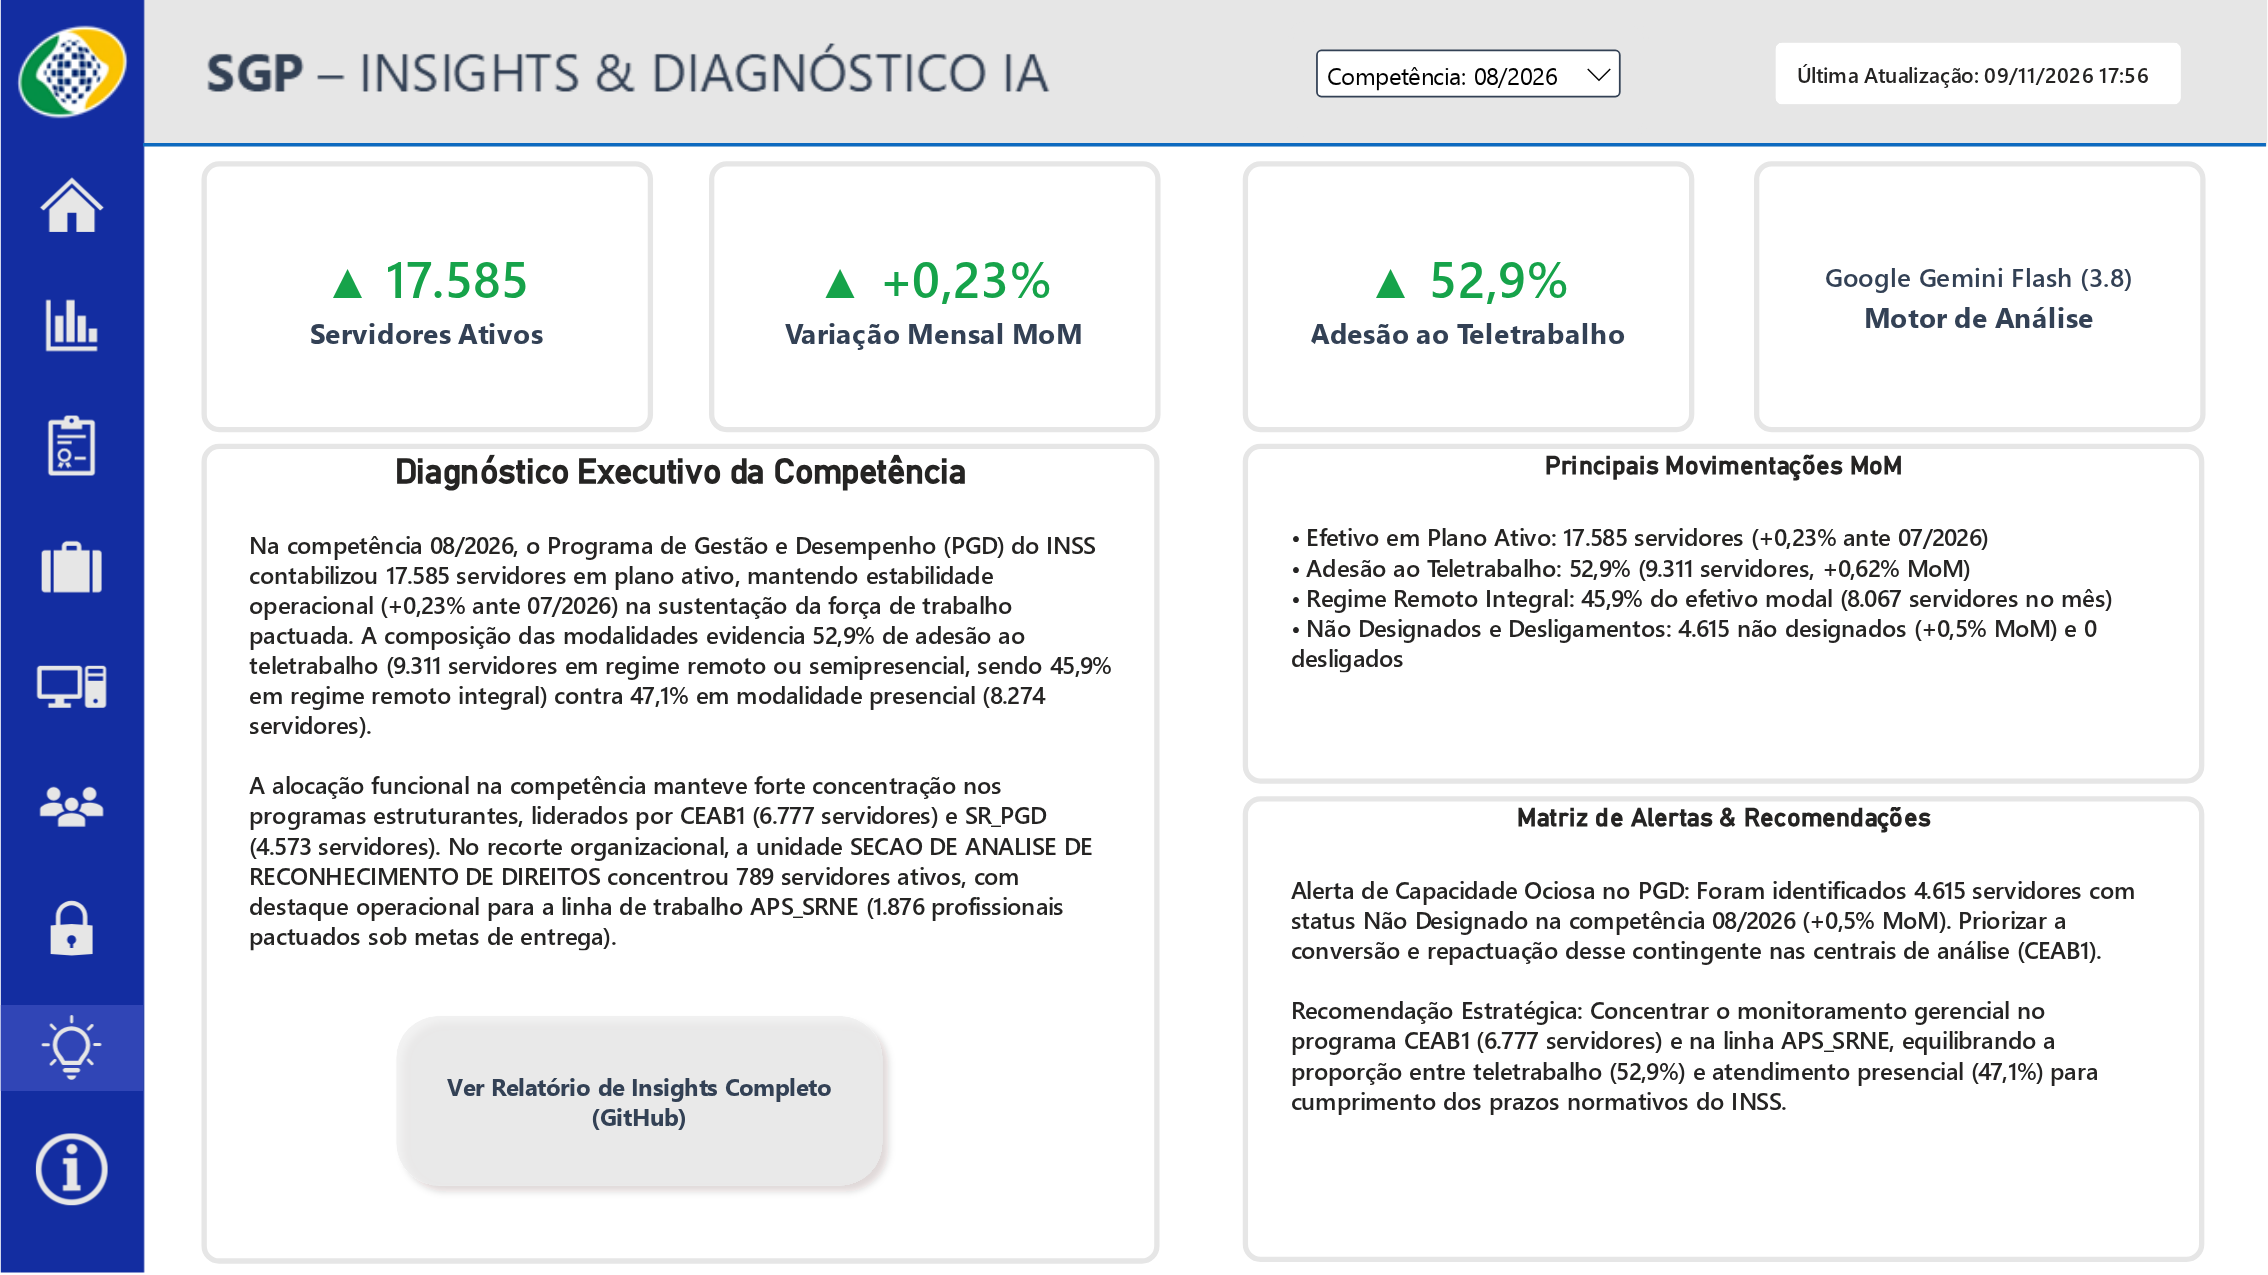 SGP – INSIGHTS & DIAGNÓSTICO IA
Competência: 08/2026
Última Atualização: 09/11/2026 17:56
▲ 17.585
Servidores Ativos
▲ +0,23%
Variação Mensal MoM
▲ 52,9%
Adesão ao Teletrabalho
Google Gemini Flash (3.8)
Motor de Análise
Diagnóstico Executivo da Competência
Na competência 08/2026, o Programa de Gestão e Desempenho (PGD) do INSS
contabilizou 17.585 servidores em plano ativo, mantendo estabilidade
operacional (+0,23% ante 07/2026) na sustentação da força de trabalho
pactuada. A composição das modalidades evidencia 52,9% de adesão ao
teletrabalho (9.311 servidores em regime remoto ou semipresencial, sendo 45,9%
em regime remoto integral) contra 47,1% em modalidade presencial (8.274
servidores).
A alocação funcional na competência manteve forte concentração nos
programas estruturantes, liderados por CEAB1 (6.777 servidores) e SR_PGD
(4.573 servidores). No recorte organizacional, a unidade SECAO DE ANALISE DE
RECONHECIMENTO DE DIREITOS concentrou 789 servidores ativos, com
destaque operacional para a linha de trabalho APS_SRNE (1.876 profissionais
pactuados sob metas de entrega).
Ver Relatório de Insights Completo
(GitHub)
Principais Movimentações MoM
• Efetivo em Plano Ativo: 17.585 servidores (+0,23% ante 07/2026)
• Adesão ao Teletrabalho: 52,9% (9.311 servidores, +0,62% MoM)
• Regime Remoto Integral: 45,9% do efetivo modal (8.067 servidores no mês)
• Não Designados e Desligamentos: 4.615 não designados (+0,5% MoM) e 0
desligados
Matriz de Alertas & Recomendações
Alerta de Capacidade Ociosa no PGD: Foram identificados 4.615 servidores com
status Não Designado na competência 08/2026 (+0,5% MoM). Priorizar a
conversão e repactuação desse contingente nas centrais de análise (CEAB1).
Recomendação Estratégica: Concentrar o monitoramento gerencial no
programa CEAB1 (6.777 servidores) e na linha APS_SRNE, equilibrando a
proporção entre teletrabalho (52,9%) e atendimento presencial (47,1%) para
cumprimento dos prazos normativos do INSS.